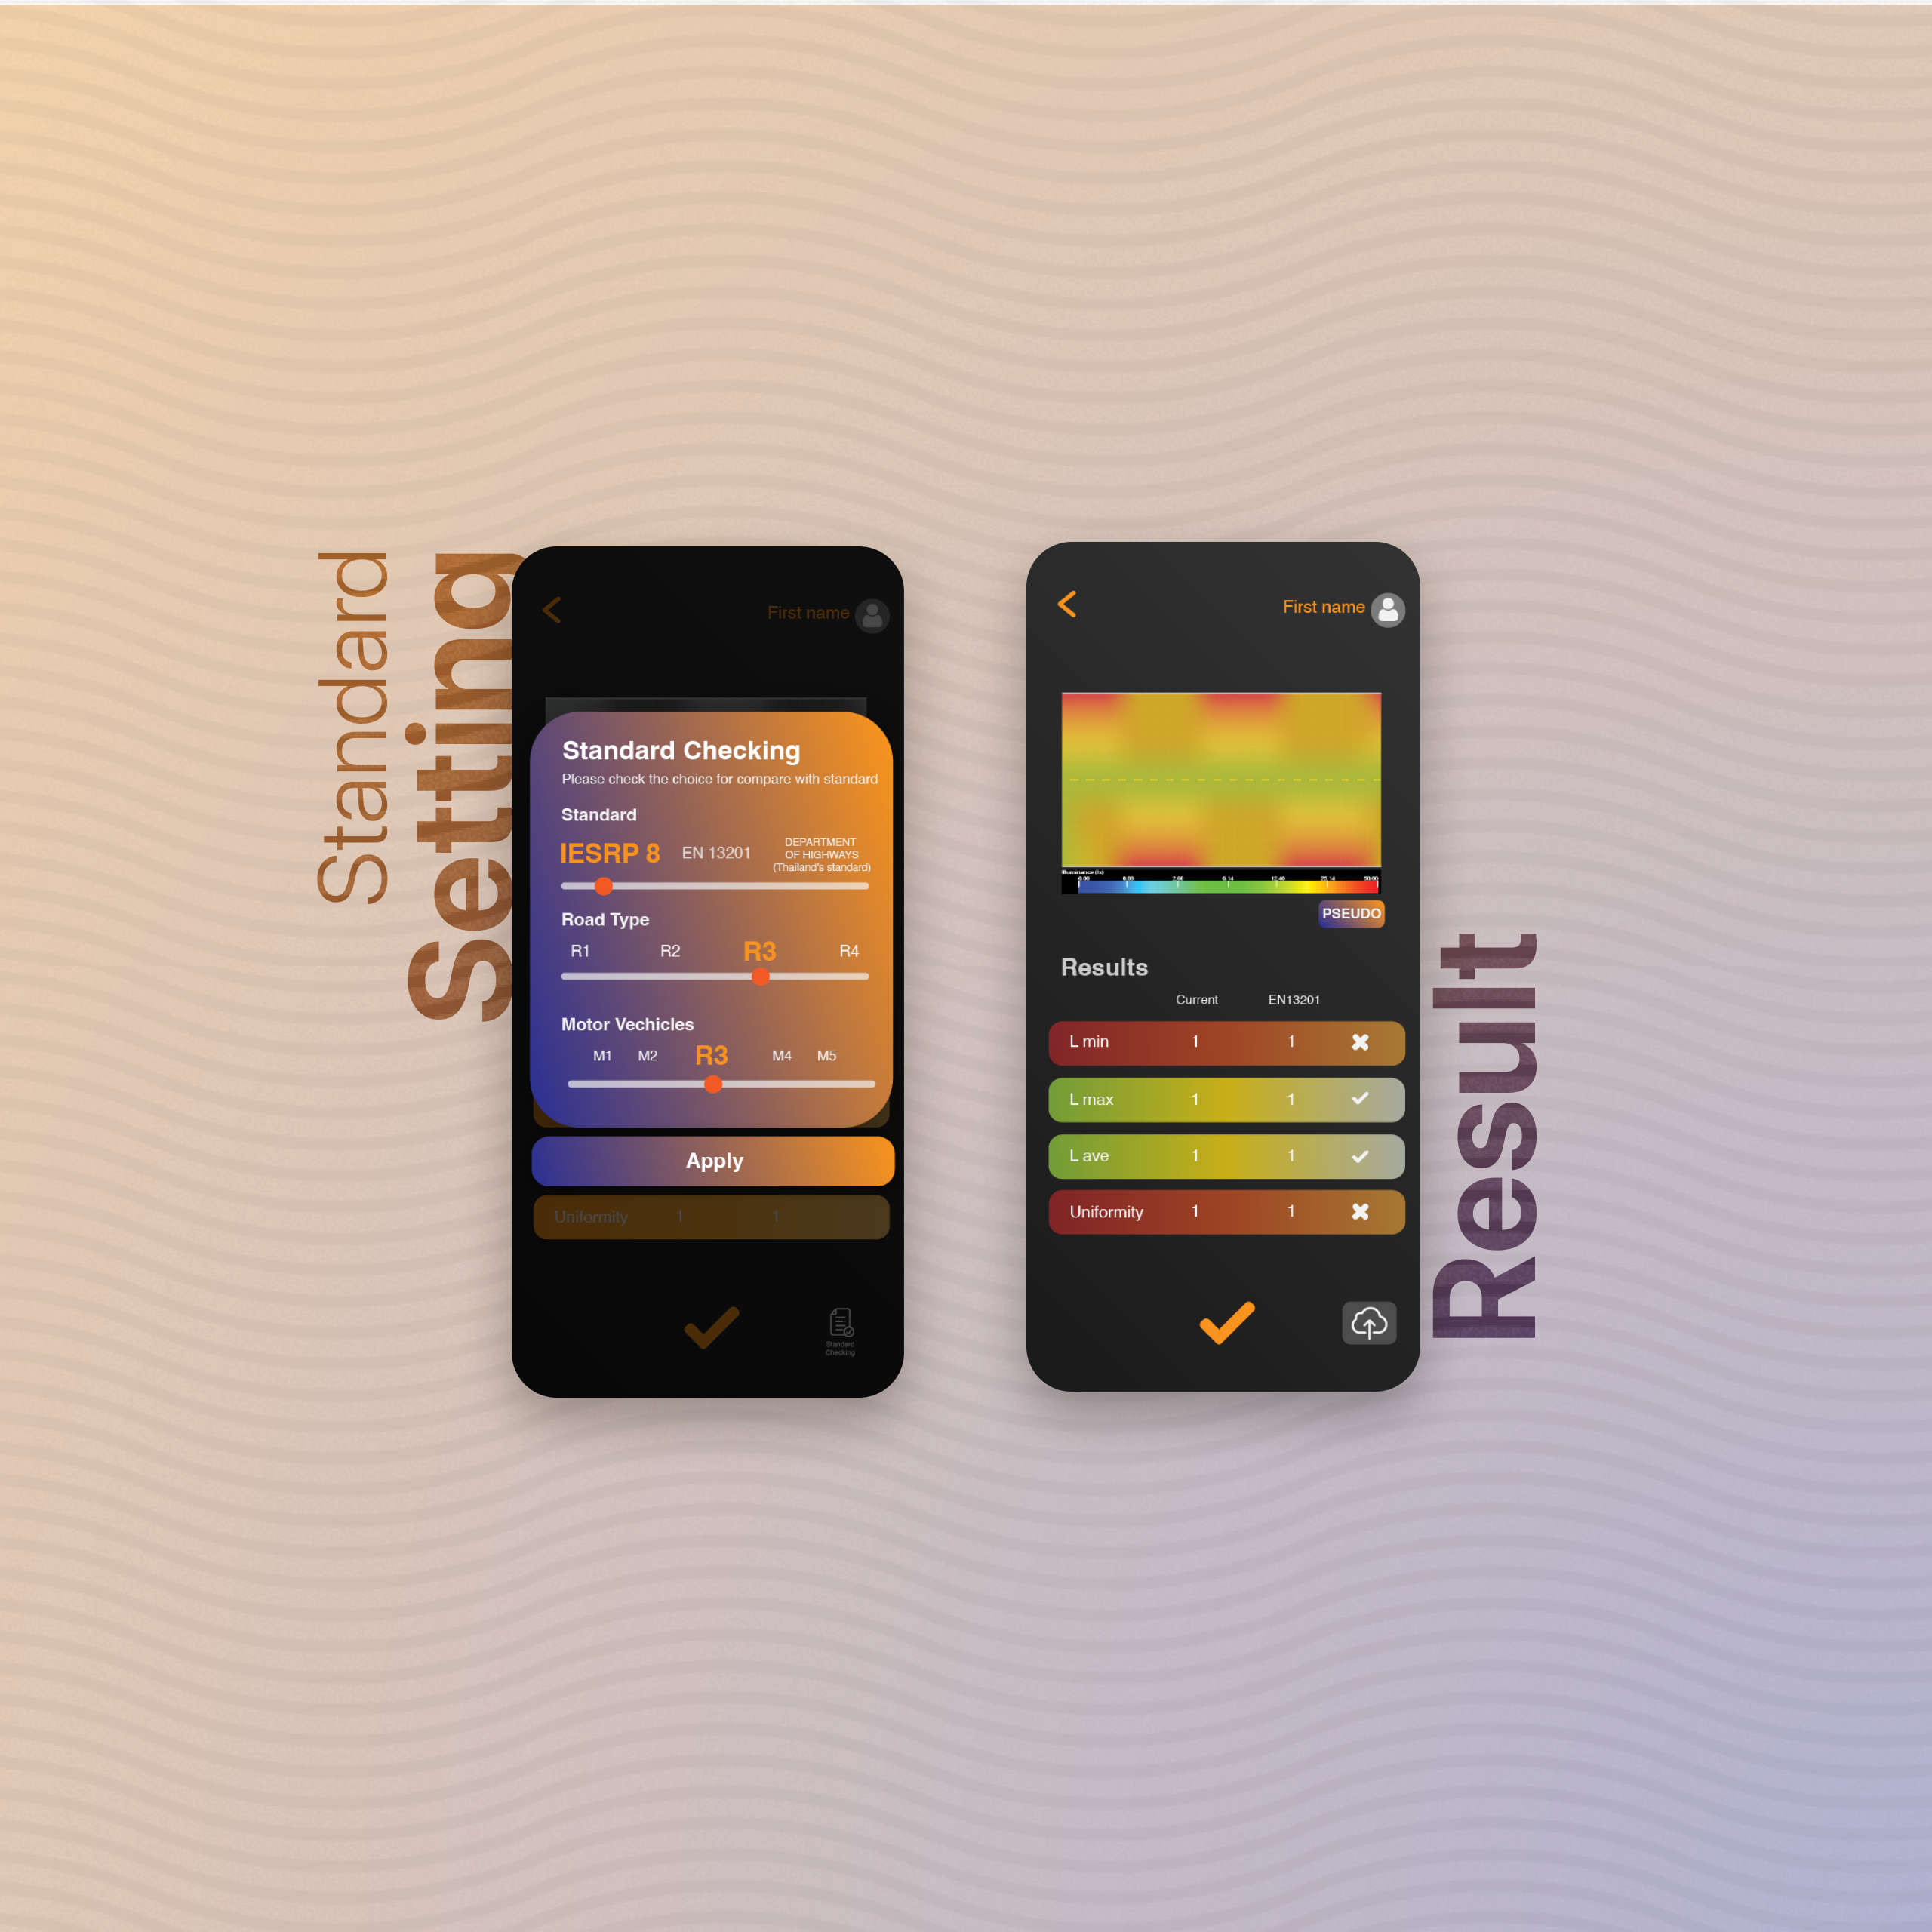 Standard
Setting
First name
Standard Checking
Please check the choice for compare with standard
Standard
IESRP 8 EN 13201 DEPARTMENT
OF HIGHWAYS
(Thailand's standard)
Road Type
R1 R2 R3 R4
Motor Vechicles
M1 M2 R3 M4 M5
Apply
Uniformity 1 1
Standard
Checking
First name
Illuminance (lx)
PSEUDO
Results
Current EN13201
L min 1 1
L max 1 1
L ave 1 1
Uniformity 1 1
Result